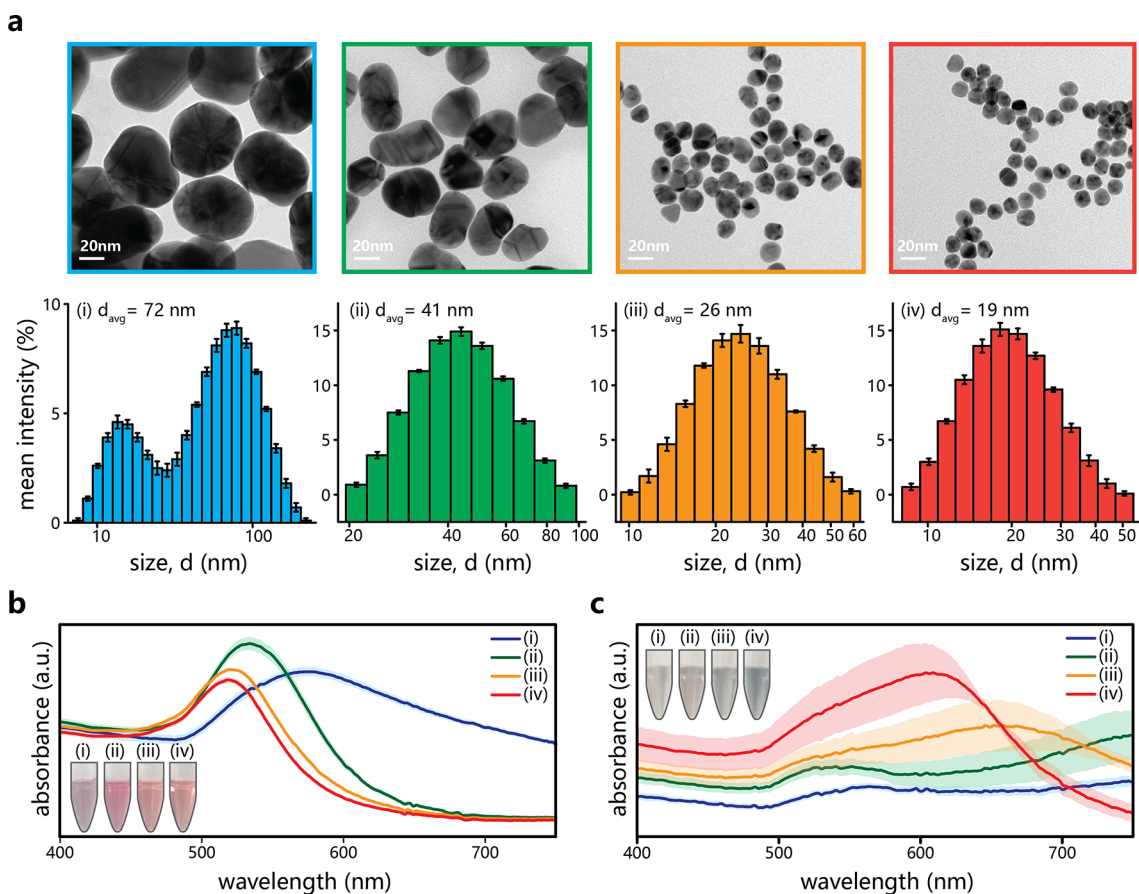 a
20nm
20nm
20nm
20nm
(i) davg = 72 nm
(ii) davg = 41 nm
(iii) davg = 26 nm
(iv) davg = 19 nm
mean intensity (%)
10
5
0
10 100
size, d (nm)
15
10
5
0
20 40 60 80 100
size, d (nm)
15
10
5
0
10 20 30 40 50 60
size, d (nm)
15
10
5
0
10 20 30 40 50
size, d (nm)
b
absorbance (a.u.)
(i)
(ii)
(iii)
(iv)
(i) (ii) (iii) (iv)
400 500 600 700
wavelength (nm)
c
absorbance (a.u.)
(i) (ii) (iii) (iv)
(i)
(ii)
(iii)
(iv)
400 500 600 700
wavelength (nm)